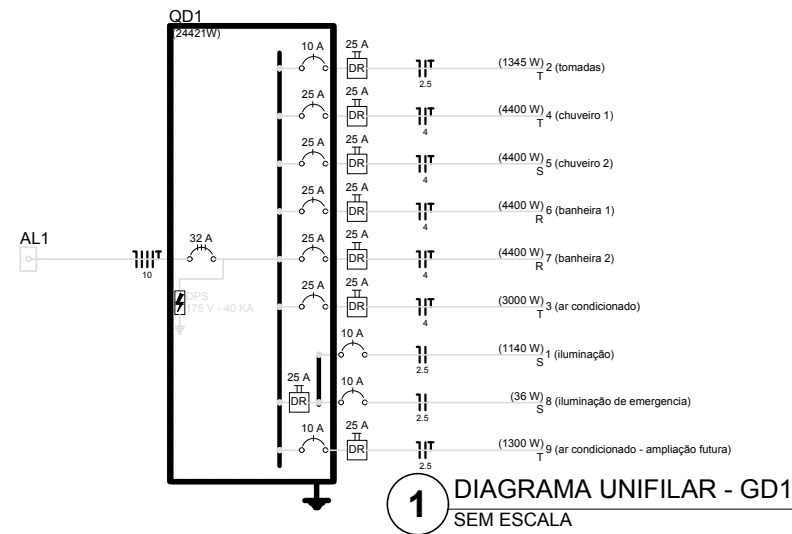 QD1
(24421W)
AL1
10
32 A
DPS
175 V - 40 KA
10 A
25 A
DR
2.5
(1345 W) 2 (tomadas)
T
25 A
25 A
DR
4
(4400 W) 4 (chuveiro 1)
T
25 A
25 A
DR
4
(4400 W) 5 (chuveiro 2)
S
25 A
25 A
DR
4
(4400 W) 6 (banheira 1)
R
25 A
25 A
DR
4
(4400 W) 7 (banheira 2)
R
25 A
25 A
DR
4
(3000 W) 3 (ar condicionado)
T
10 A
2.5
(1140 W) 1 (iluminação)
S
25 A
DR
10 A
2.5
(36 W) 8 (iluminação de emergencia)
S
10 A
25 A
DR
2.5
(1300 W) 9 (ar condicionado - ampliação futura)
T
1
DIAGRAMA UNIFILAR - GD1
SEM ESCALA